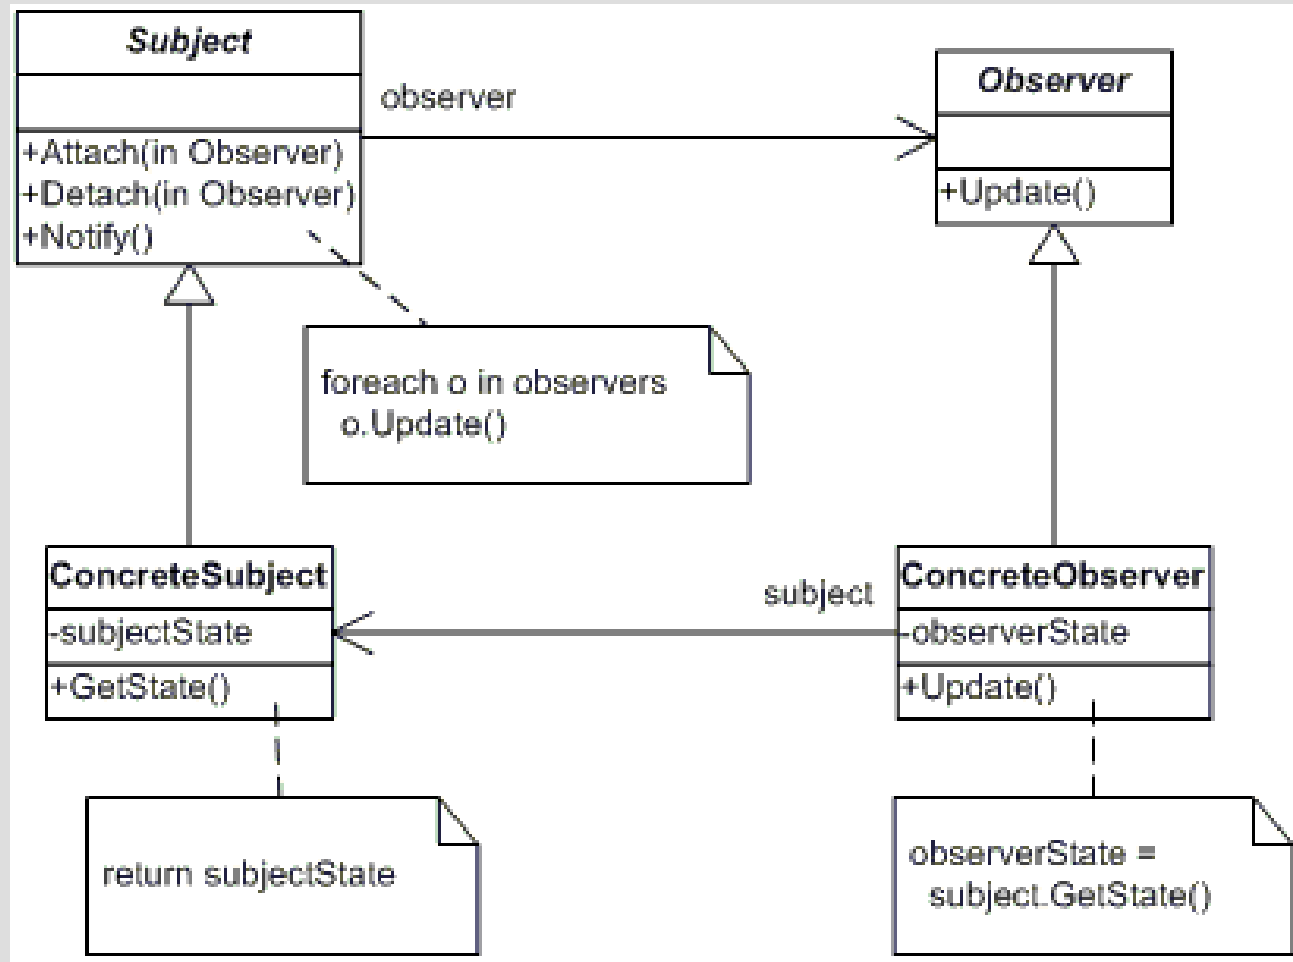 Subject
+Attach(in Observer)
+Detach(in Observer)
+Notify()
observer
Observer
+Update()
foreach o in observers
o.Update()
ConcreteSubject
-subjectState
+GetState()
subject
ConcreteObserver
-observerState
+Update()
return subjectState
observerState =
subject.GetState()